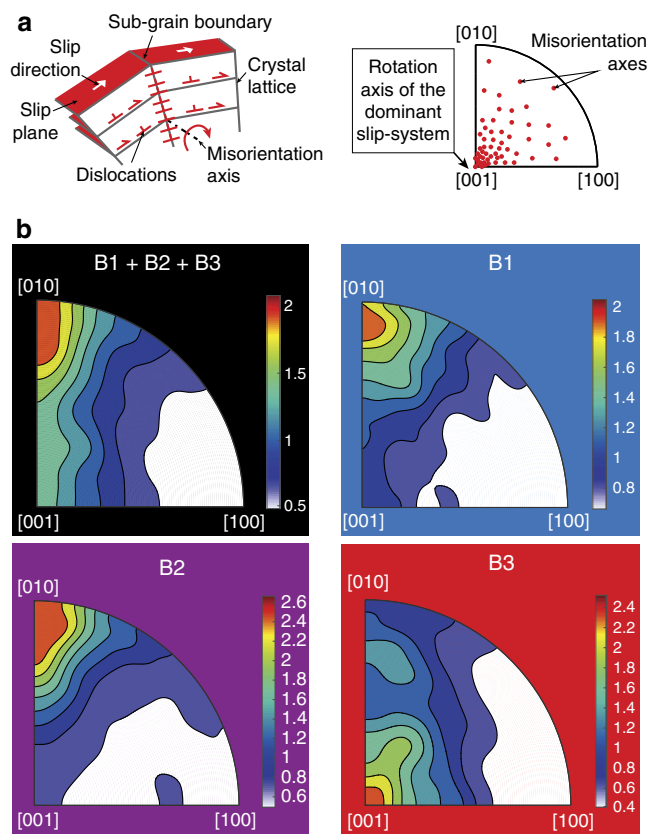 a
Sub-grain boundary
Slip
direction
Slip
plane
Crystal
lattice
Dislocations
Misorientation
axis
[010]
Misorientation
axes
Rotation
axis of the
dominant
slip-system
[001]
[100]
b
B1 + B2 + B3
[010]
2
1.5
1
0.5
[001]
[100]
B1
[010]
2
1.8
1.6
1.4
1.2
1
0.8
[001]
[100]
B2
[010]
2.6
2.4
2.2
2
1.8
1.6
1.4
1.2
1
0.8
0.6
[001]
[100]
B3
[010]
2.4
2.2
2
1.8
1.6
1.4
1.2
1
0.8
0.6
0.4
[001]
[100]